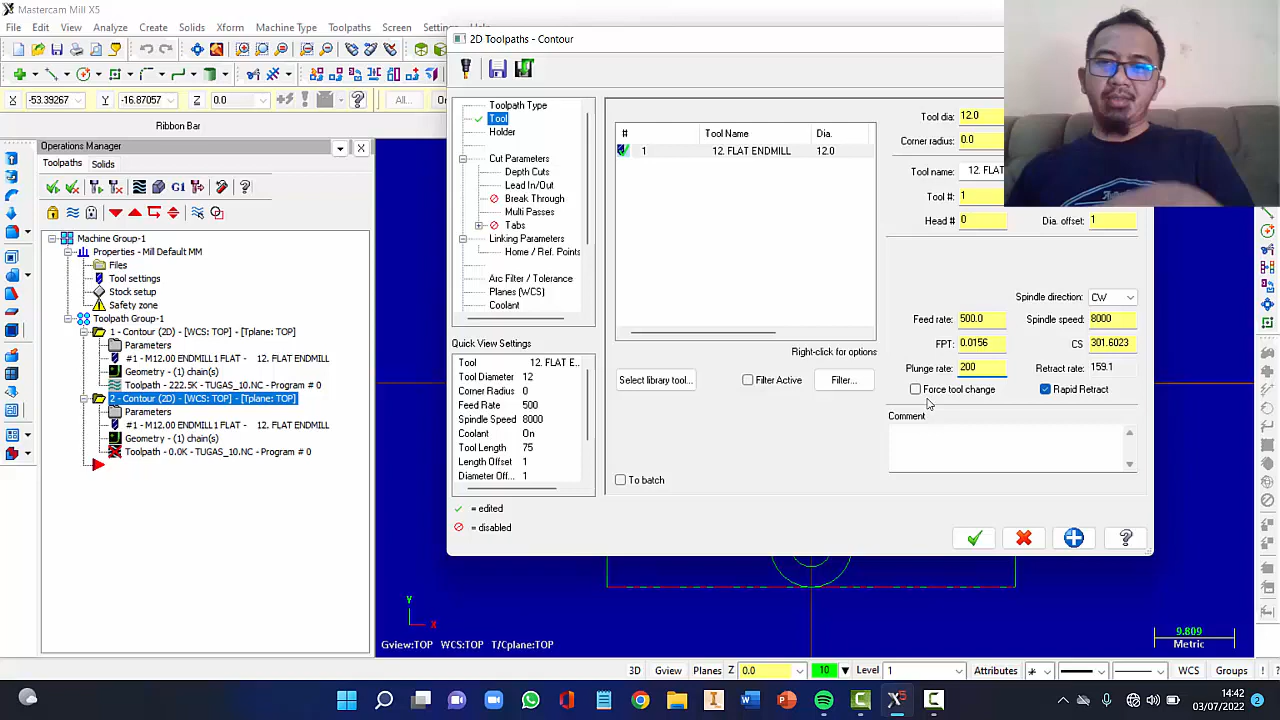 Mastercam Mill X5
File Edit View Analyze Create Solids Xform Machine Type Toolpaths Screen Settings
X -53.39267 Y -16.87057 Z 0.0 All...
Ribbon Bar
Operations Manager
Toolpaths Solids
G1
Machine Group-1
Properties - Mill Default MM
Files
Tool settings
Stock setup
Safety zone
Toolpath Group-1
1 - Contour (2D) - [WCS: TOP] - [Tplane: TOP]
Parameters
#1 - M12.00 ENDMILL1 FLAT - 12. FLAT ENDMILL
Geometry - (1) chain(s)
Toolpath - 222.5K - TUGAS_10.NC - Program # 0
2 - Contour (2D) - [WCS: TOP] - [Tplane: TOP]
Parameters
#1 - M12.00 ENDMILL1 FLAT - 12. FLAT ENDMILL
Geometry - (1) chain(s)
Toolpath - 0.0K - TUGAS_10.NC - Program # 0
2D Toolpaths - Contour
Toolpath Type
Tool
Holder
Cut Parameters
Depth Cuts
Lead In/Out
Break Through
Multi Passes
Tabs
Linking Parameters
Home / Ref. Points
Arc Filter / Tolerance
Planes (WCS)
Coolant
Quick View Settings
Tool 12. FLAT E...
Tool Diameter 12
Corner Radius 0
Feed Rate 500
Spindle Speed 8000
Coolant On
Tool Length 75
Length Offset 1
Diameter Off... 1
= edited
= disabled
# Tool Name Dia.
1 12. FLAT ENDMILL 12.0
Right-click for options
Select library tool... Filter Active Filter...
To batch
Tool dia: 12.0
Corner radius: 0.0
Tool name: 12. FLAT
Tool #: 1
Head # 0 Dia. offset: 1
Spindle direction: CW
Feed rate: 500.0 Spindle speed: 8000
FPT: 0.0156 CS 301.6023
Plunge rate: 200 Retract rate: 159.1
Force tool change Rapid Retract
Comment
Y
X
Gview:TOP WCS:TOP T/Cplane:TOP
9.809
Metric
3D Gview Planes Z 0.0 10 Level 1 Attributes WCS Groups
14:42
03/07/2022
2